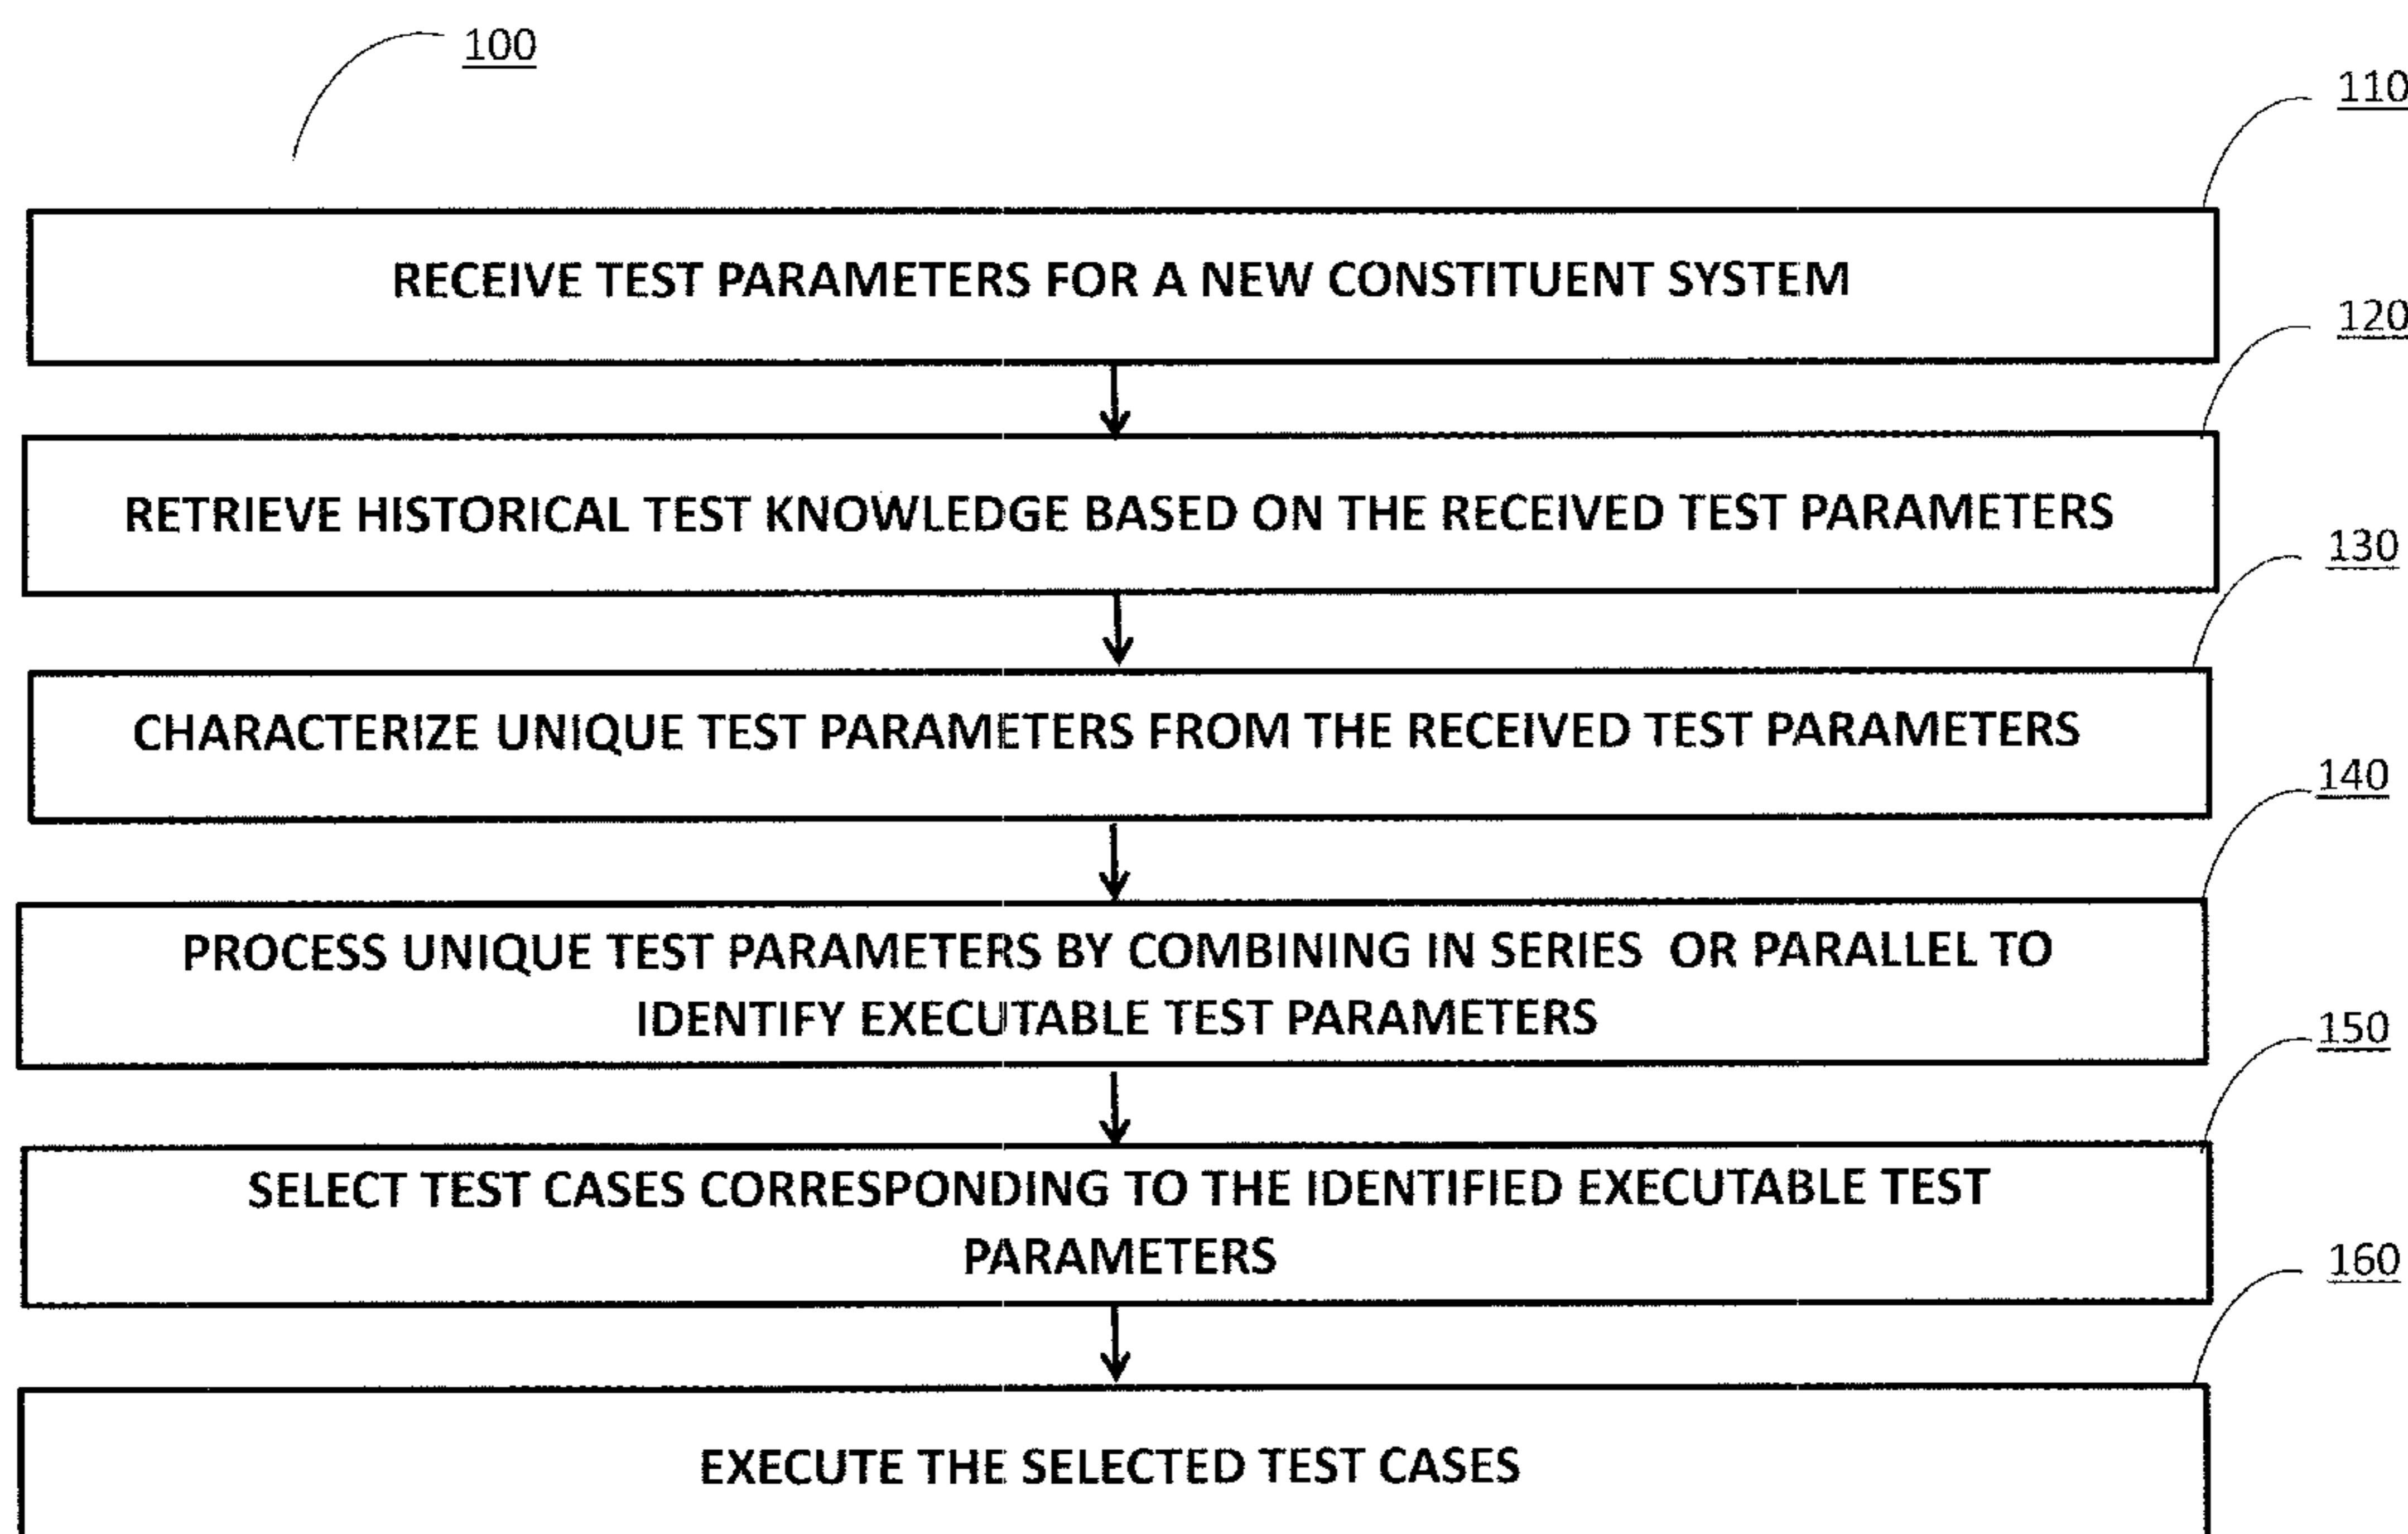 100
110
RECEIVE TEST PARAMETERS FOR A NEW CONSTITUENT SYSTEM
120
RETRIEVE HISTORICAL TEST KNOWLEDGE BASED ON THE RECEIVED TEST PARAMETERS
130
CHARACTERIZE UNIQUE TEST PARAMETERS FROM THE RECEIVED TEST PARAMETERS
140
PROCESS UNIQUE TEST PARAMETERS BY COMBINING IN SERIES OR PARALLEL TO
IDENTIFY EXECUTABLE TEST PARAMETERS
150
SELECT TEST CASES CORRESPONDING TO THE IDENTIFIED EXECUTABLE TEST
PARAMETERS
160
EXECUTE THE SELECTED TEST CASES